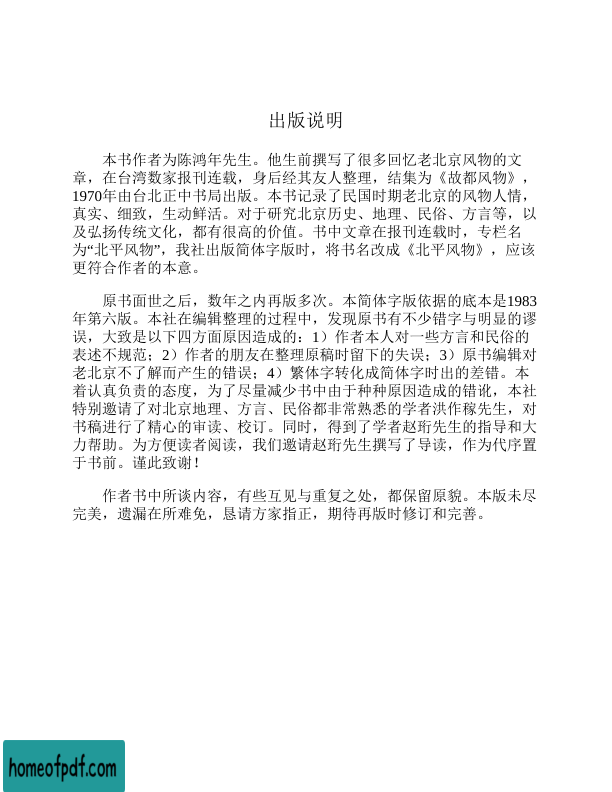 出版说明
本书作者为陈鸿年先生。他生前撰写了很多回忆老北京风物的文
章，在台湾数家报刊连载，身后经其友人整理，结集为《故都风物》，
1970年由台北正中书局出版。本书记录了民国时期老北京的风物人情，
真实、细致，生动鲜活。对于研究北京历史、地理、民俗、方言等，以
及弘扬传统文化，都有很高的价值。书中文章在报刊连载时，专栏名
为“北平风物”，我社出版简体字版时，将书名改成《北平风物》，应该
更符合作者的本意。
原书面世之后，数年之内再版多次。本简体字版依据的底本是1983
年第六版。本社在编辑整理的过程中，发现原书有不少错字与明显的谬
误，大致是以下四方面原因造成的：1）作者本人对一些方言和民俗的
表述不规范；2）作者的朋友在整理原稿时留下的失误；3）原书编辑对
老北京不了解而产生的错误；4）繁体字转化成简体字时出的差错。本
着认真负责的态度，为了尽量减少书中由于种种原因造成的错讹，本社
特别邀请了对北京地理、方言、民俗都非常熟悉的学者洪作稼先生，对
书稿进行了精心的审读、校订。同时，得到了学者赵珩先生的指导和大
力帮助。为方便读者阅读，我们邀请赵珩先生撰写了导读，作为代序置
于书前。谨此致谢！
作者书中所谈内容，有些互见与重复之处，都保留原貌。本版未尽
完美，遗漏在所难免，恳请方家指正，期待再版时修订和完善。
homeofpdf.com